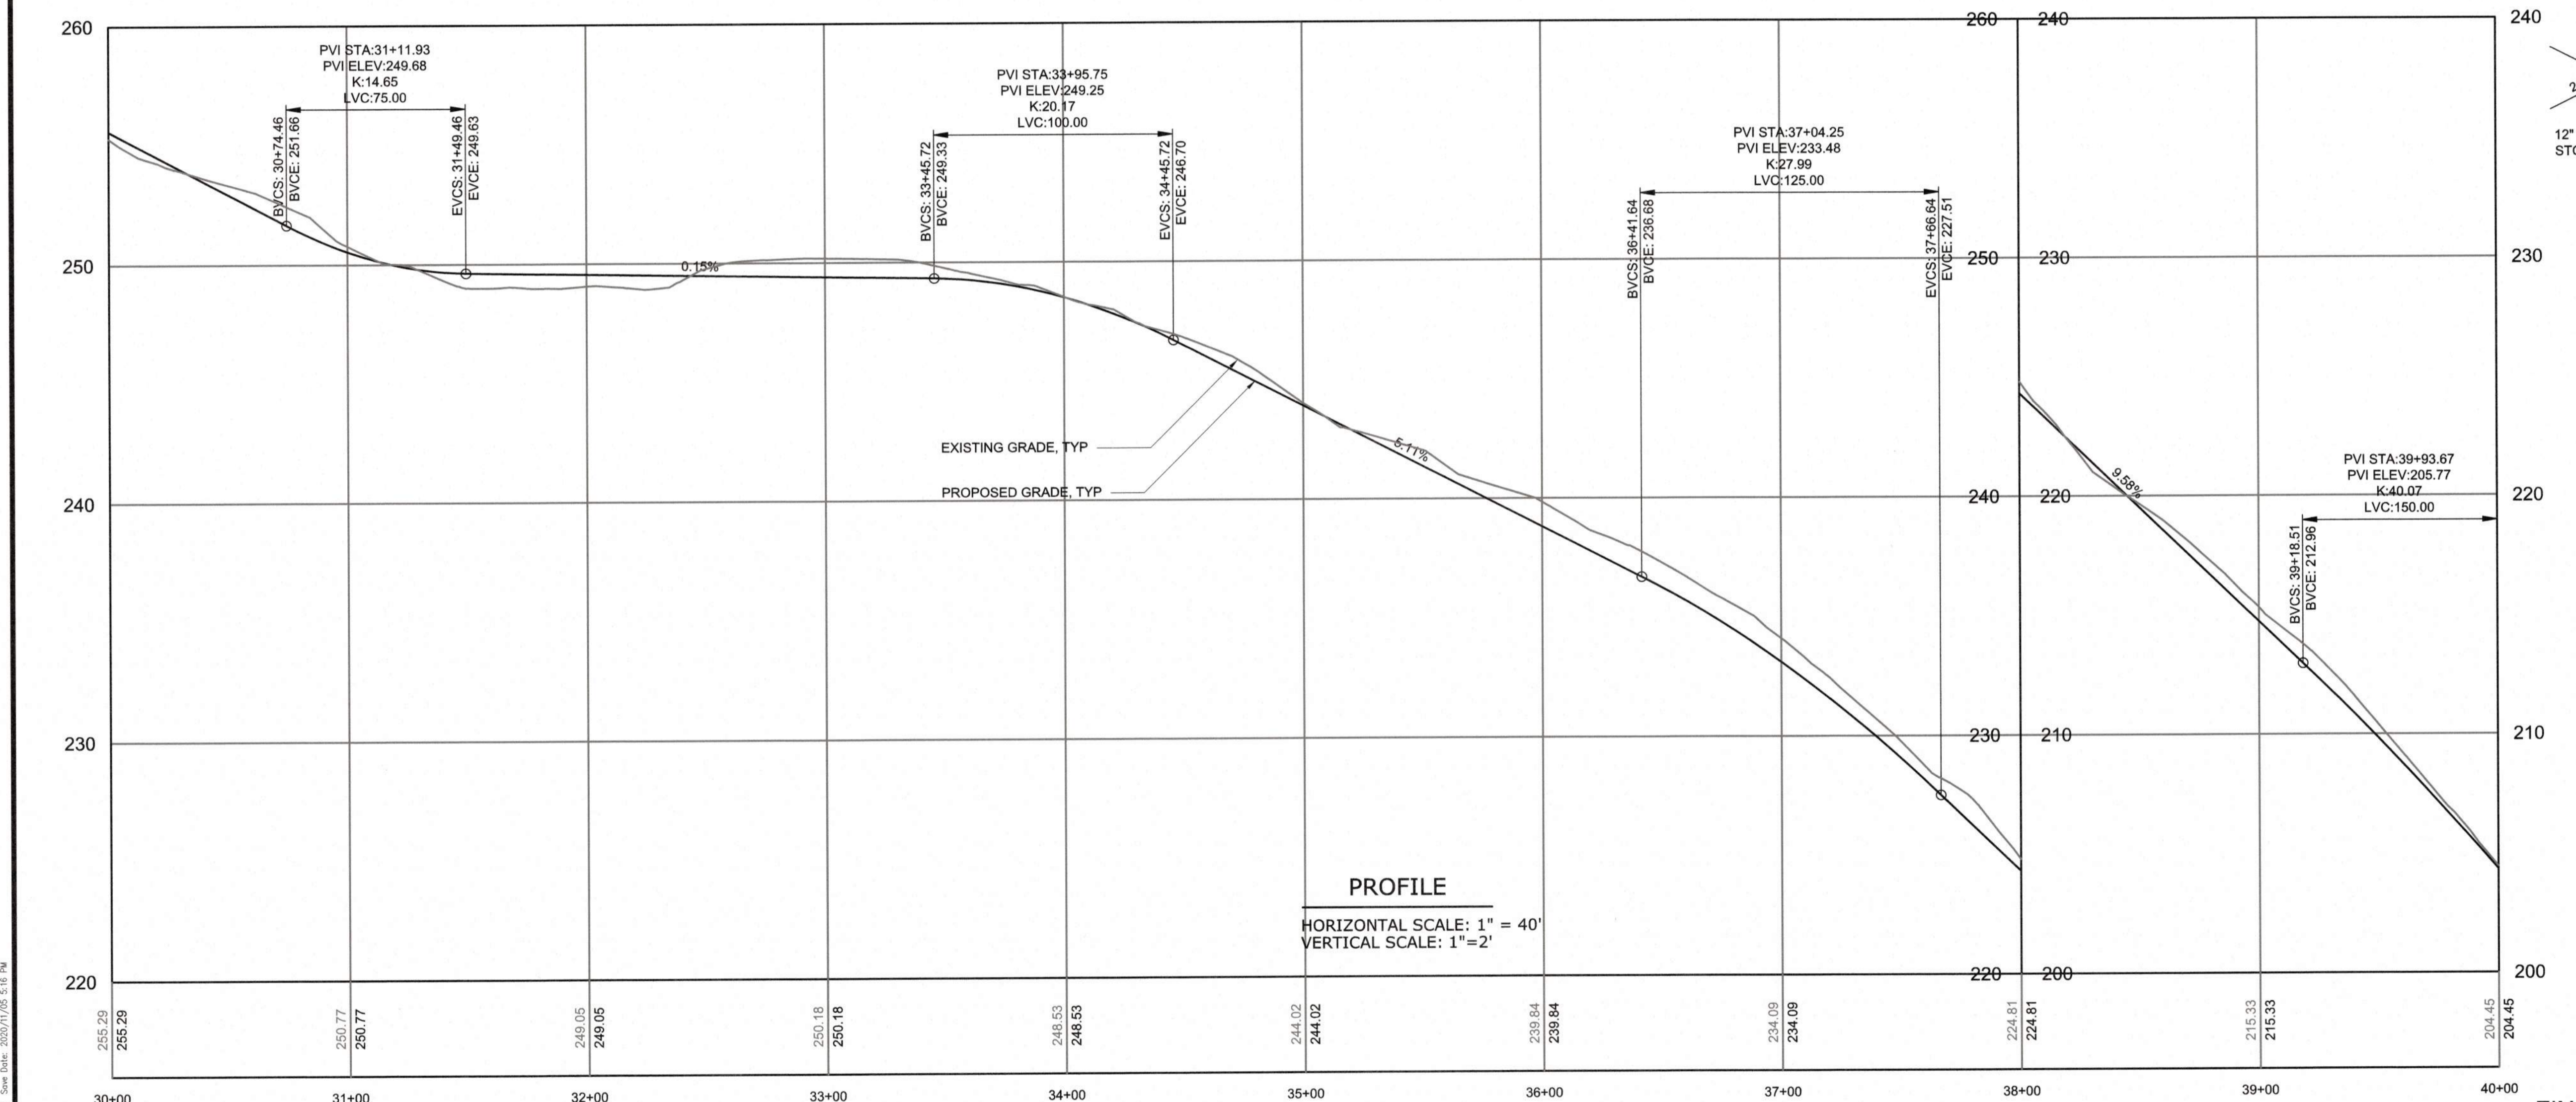 260
260
240
240
PVI STA:31+11.93
PVI ELEV:249.68
K:14.65
LVC:75.00
BVCS: 30+74.46
BVCE: 251.66
EVCS: 31+49.46
EVCE: 249.63
PVI STA:33+95.75
PVI ELEV:249.25
K:20.17
LVC:100.00
BVCS: 33+45.72
BVCE: 249.33
EVCS: 34+45.72
EVCE: 246.70
PVI STA:37+04.25
PVI ELEV:233.48
K:27.99
LVC:125.00
BVCS: 36+41.64
BVCE: 236.68
EVCS: 37+66.64
EVCE: 227.51
12"
250
0.15%
250
230
230
EXISTING GRADE, TYP
PROPOSED GRADE, TYP
5.11%
9.58%
PVI STA:39+93.67
PVI ELEV:205.77
K:40.07
LVC:150.00
BVCS: 39+18.51
BVCE: 212.96
240
240
220
220
230
230
210
210
PROFILE
HORIZONTAL SCALE: 1" = 40'
VERTICAL SCALE: 1"=2'
220
220
200
200
255.29
255.29
250.77
250.77
249.05
249.05
250.18
250.18
248.53
248.53
244.02
244.02
239.84
239.84
234.09
234.09
224.81
224.81
215.33
215.33
204.45
204.45
30+00
31+00
32+00
33+00
34+00
35+00
36+00
37+00
38+00
39+00
40+00
Save Date: 2020/11/05 5:16 PM